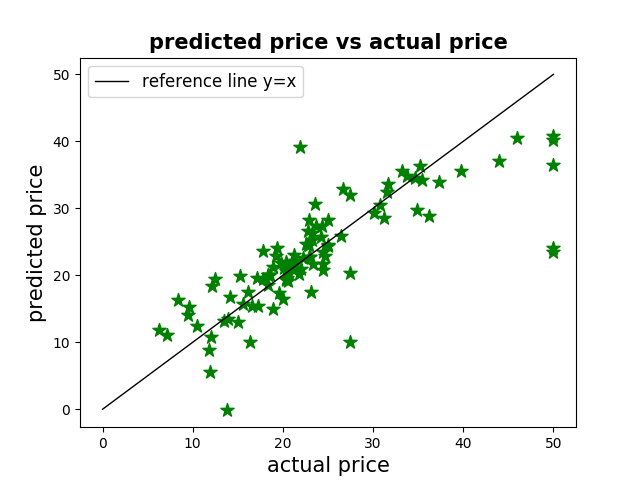 predicted price vs actual price
reference line y=x
50
40
30
20
10
0
predicted price
0 10 20 30 40 50
actual price